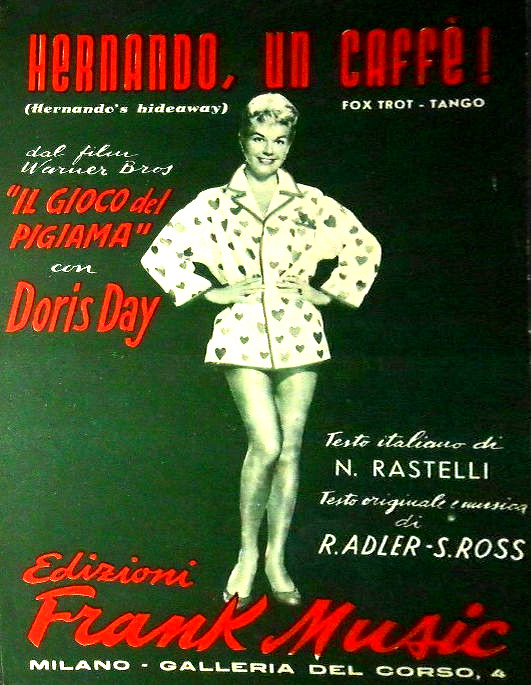 HERNANDO, UN CAFFÈ!
(Hernando's hideaway)
FOX TROT - TANGO
dal film
Warner Bros
"IL GIOCO del
PIGIAMA"
con
Doris Day
Testo italiano di
N. RASTELLI
Testo originale e musica
di
R. ADLER - S. ROSS
Edizioni
Frank Music
MILANO - GALLERIA DEL CORSO, 4